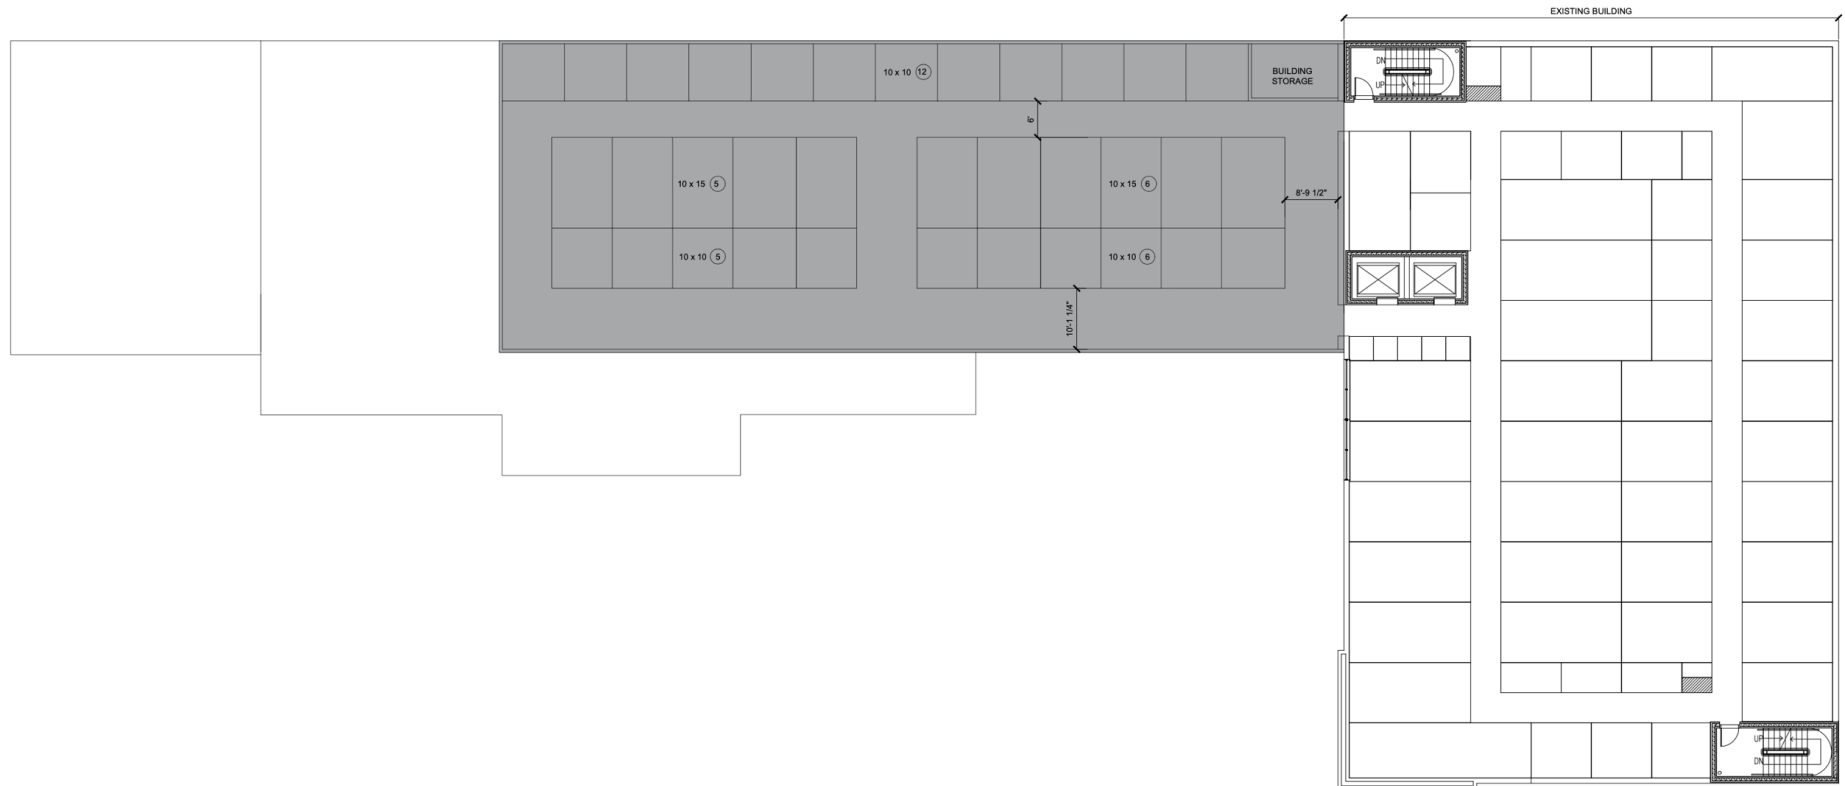 EXISTING BUILDING
DN
UP
10 x 10 12
BUILDING
STORAGE
6'
10 x 15 5
10 x 15 6
8'-9 1/2"
10 x 10 5
10 x 10 6
10'-1 1/4"
UP
DN